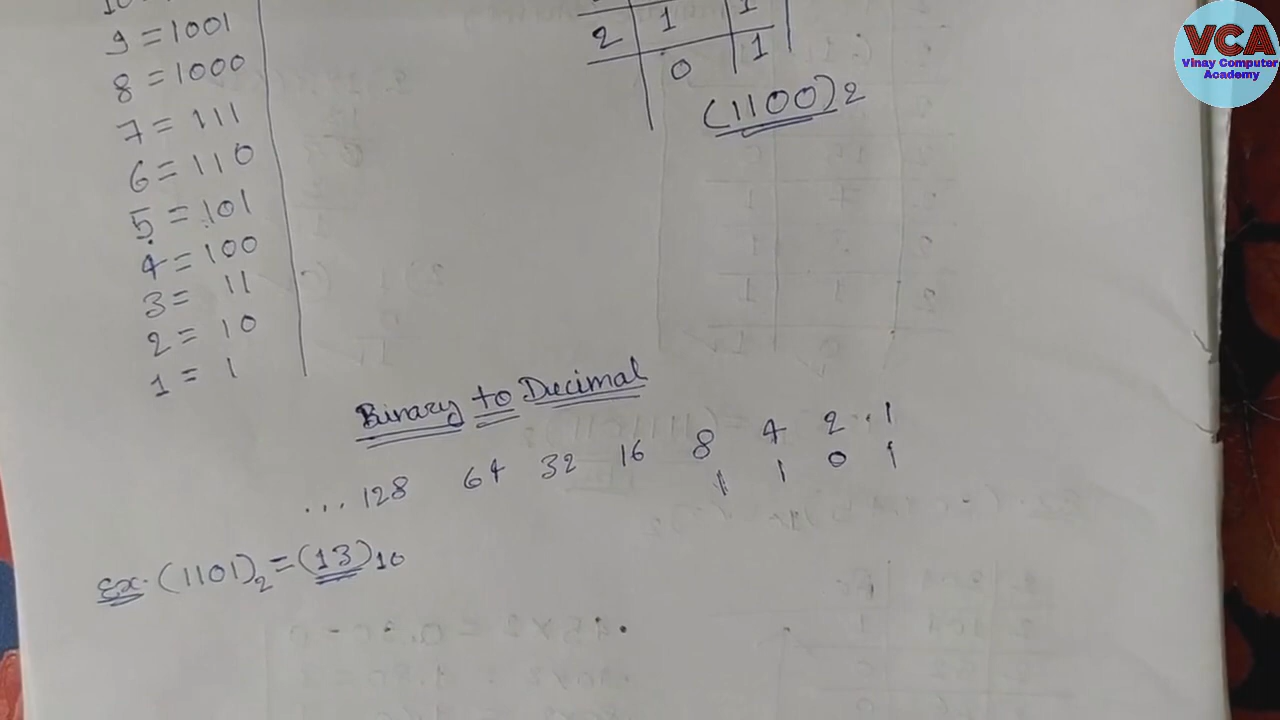 9 = 1001
8 = 1000
7 = 111
6 = 110
5 = 101
4 = 100
3 = 11
2 = 10
1 = 1
2 1 1
0 1
(1100)2
Binary to Decimal
... 128 64 32 16 8 4 2 1
1 1 0 1
Ex. (1101)2 = (13)10
VCA
Vinay Computer
Academy